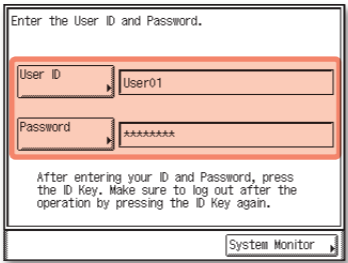 Enter the User ID and Password.
User ID
User01
Password
********
After entering your ID and Password, press
the ID Key. Make sure to log out after the
operation by pressing the ID Key again.
System Monitor